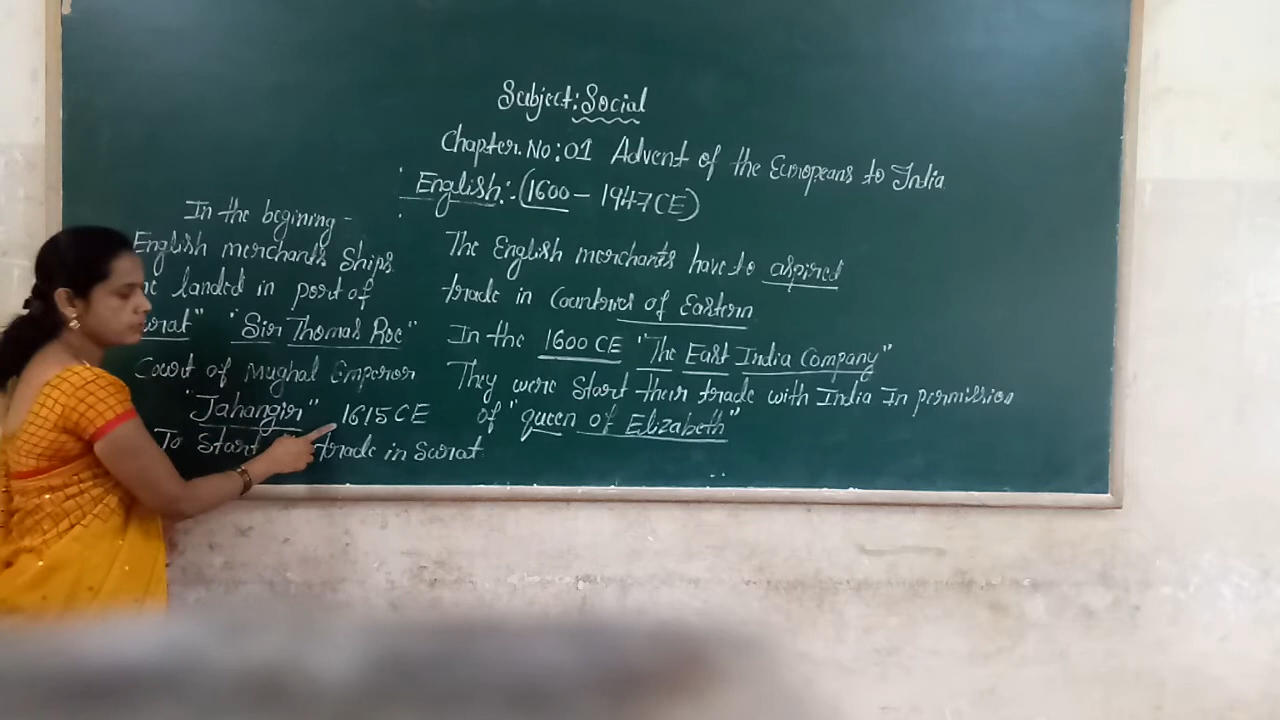 Subject: Social
Chapter. No: 01 Advent of the Europeans to India
English:- (1600 - 1947 CE)
In the begining -
English merchants Ships
landed in port of
"Sir Thomas Roe"
Court of Mughal Emperor
"Jahangir" 1615 CE
To Start trade in Surat
The English merchants have to aspired
trade in Countries of Eastern
In the 1600 CE "The East India Company"
They were Start their trade with India In permission
of "queen of Elizabeth"